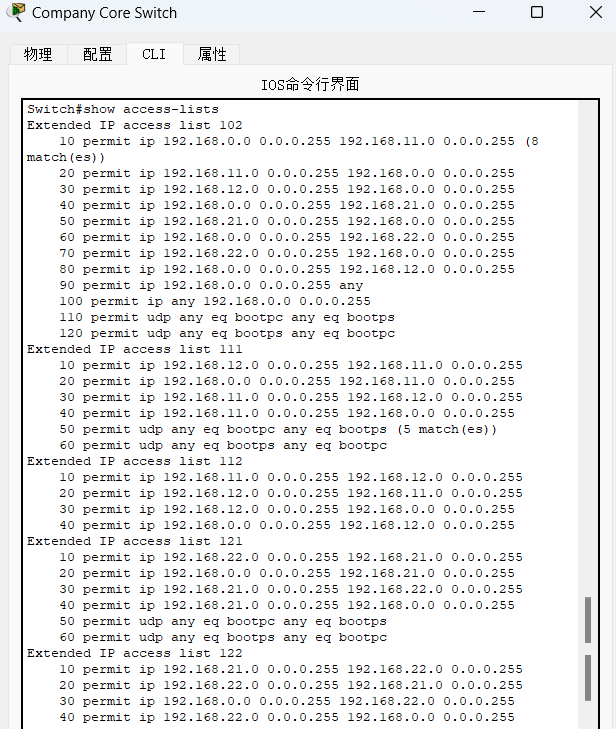 Company Core Switch
物理 配置 CLI 属性
IOS命令行界面
Switch#show access-lists
Extended IP access list 102
    10 permit ip 192.168.0.0 0.0.0.255 192.168.11.0 0.0.0.255 (8
match(es))
    20 permit ip 192.168.11.0 0.0.0.255 192.168.0.0 0.0.0.255
    30 permit ip 192.168.12.0 0.0.0.255 192.168.0.0 0.0.0.255
    40 permit ip 192.168.0.0 0.0.0.255 192.168.21.0 0.0.0.255
    50 permit ip 192.168.21.0 0.0.0.255 192.168.0.0 0.0.0.255
    60 permit ip 192.168.0.0 0.0.0.255 192.168.22.0 0.0.0.255
    70 permit ip 192.168.22.0 0.0.0.255 192.168.0.0 0.0.0.255
    80 permit ip 192.168.0.0 0.0.0.255 192.168.12.0 0.0.0.255
    90 permit ip 192.168.0.0 0.0.0.255 any
    100 permit ip any 192.168.0.0 0.0.0.255
    110 permit udp any eq bootpc any eq bootps
    120 permit udp any eq bootps any eq bootpc
Extended IP access list 111
    10 permit ip 192.168.12.0 0.0.0.255 192.168.11.0 0.0.0.255
    20 permit ip 192.168.0.0 0.0.0.255 192.168.11.0 0.0.0.255
    30 permit ip 192.168.11.0 0.0.0.255 192.168.12.0 0.0.0.255
    40 permit ip 192.168.11.0 0.0.0.255 192.168.0.0 0.0.0.255
    50 permit udp any eq bootpc any eq bootps (5 match(es))
    60 permit udp any eq bootps any eq bootpc
Extended IP access list 112
    10 permit ip 192.168.11.0 0.0.0.255 192.168.12.0 0.0.0.255
    20 permit ip 192.168.12.0 0.0.0.255 192.168.11.0 0.0.0.255
    30 permit ip 192.168.12.0 0.0.0.255 192.168.0.0 0.0.0.255
    40 permit ip 192.168.0.0 0.0.0.255 192.168.12.0 0.0.0.255
Extended IP access list 121
    10 permit ip 192.168.22.0 0.0.0.255 192.168.21.0 0.0.0.255
    20 permit ip 192.168.0.0 0.0.0.255 192.168.21.0 0.0.0.255
    30 permit ip 192.168.21.0 0.0.0.255 192.168.22.0 0.0.0.255
    40 permit ip 192.168.21.0 0.0.0.255 192.168.0.0 0.0.0.255
    50 permit udp any eq bootpc any eq bootps
    60 permit udp any eq bootps any eq bootpc
Extended IP access list 122
    10 permit ip 192.168.21.0 0.0.0.255 192.168.22.0 0.0.0.255
    20 permit ip 192.168.22.0 0.0.0.255 192.168.21.0 0.0.0.255
    30 permit ip 192.168.0.0 0.0.0.255 192.168.22.0 0.0.0.255
    40 permit ip 192.168.22.0 0.0.0.255 192.168.0.0 0.0.0.255